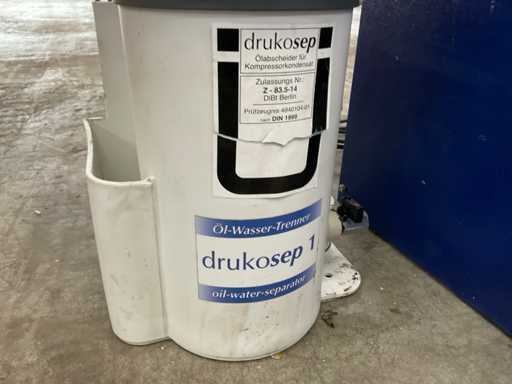 drukosep
Ölabscheider für
Kompressorkondensat
Zulassungs Nr.:
Z - 83.5-14
DIBt Berlin
Prüfzeugnis 4940104-01
nach DIN 1999
Öl-Wasser-Trenner
drukosep 1
oil-water-separator